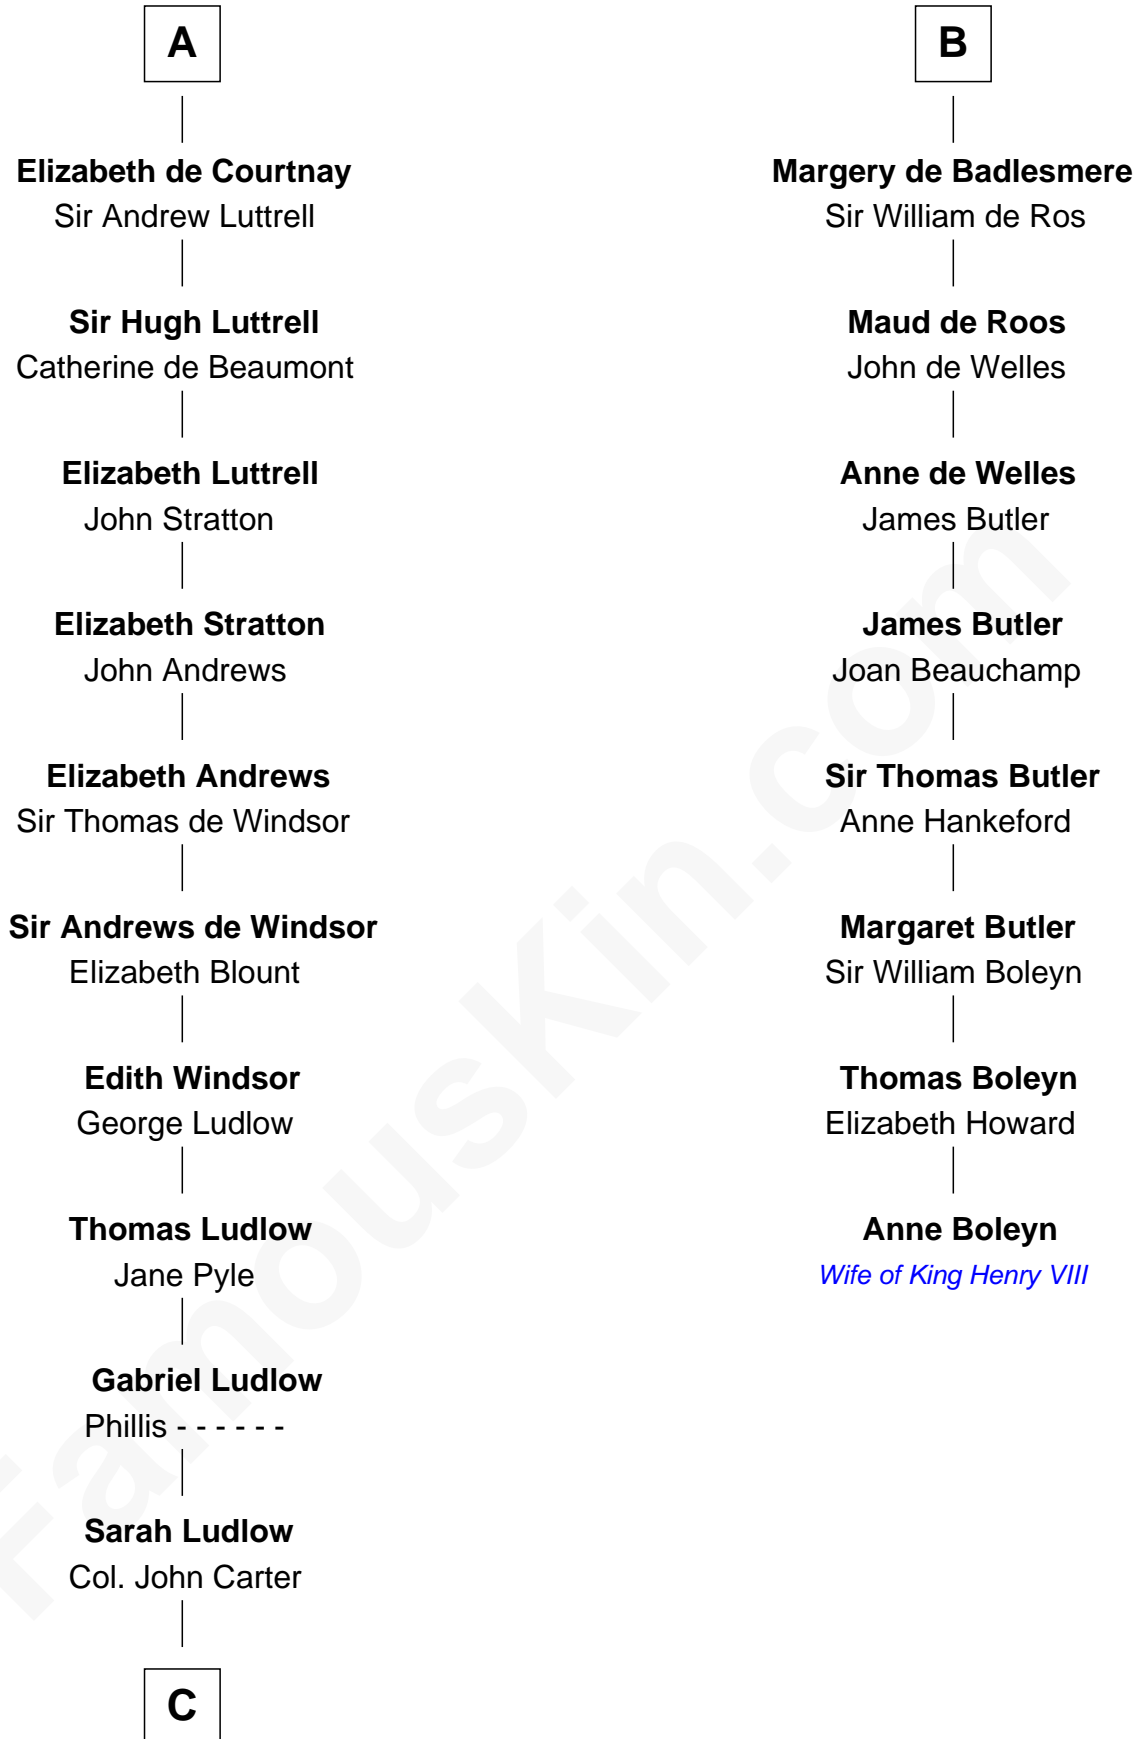 A
Elizabeth de Courtnay
Sir Andrew Luttrell
Sir Hugh Luttrell
Catherine de Beaumont
Elizabeth Luttrell
John Stratton
Elizabeth Stratton
John Andrews
Elizabeth Andrews
Sir Thomas de Windsor
Sir Andrews de Windsor
Elizabeth Blount
Edith Windsor
George Ludlow
Thomas Ludlow
Jane Pyle
Gabriel Ludlow
Phillis - - - - - -
Sarah Ludlow
Col. John Carter
C
B
Margery de Badlesmere
Sir William de Ros
Maud de Roos
John de Welles
Anne de Welles
James Butler
James Butler
Joan Beauchamp
Sir Thomas Butler
Anne Hankeford
Margaret Butler
Sir William Boleyn
Thomas Boleyn
Elizabeth Howard
Anne Boleyn
Wife of King Henry VIII
FamousKin.com